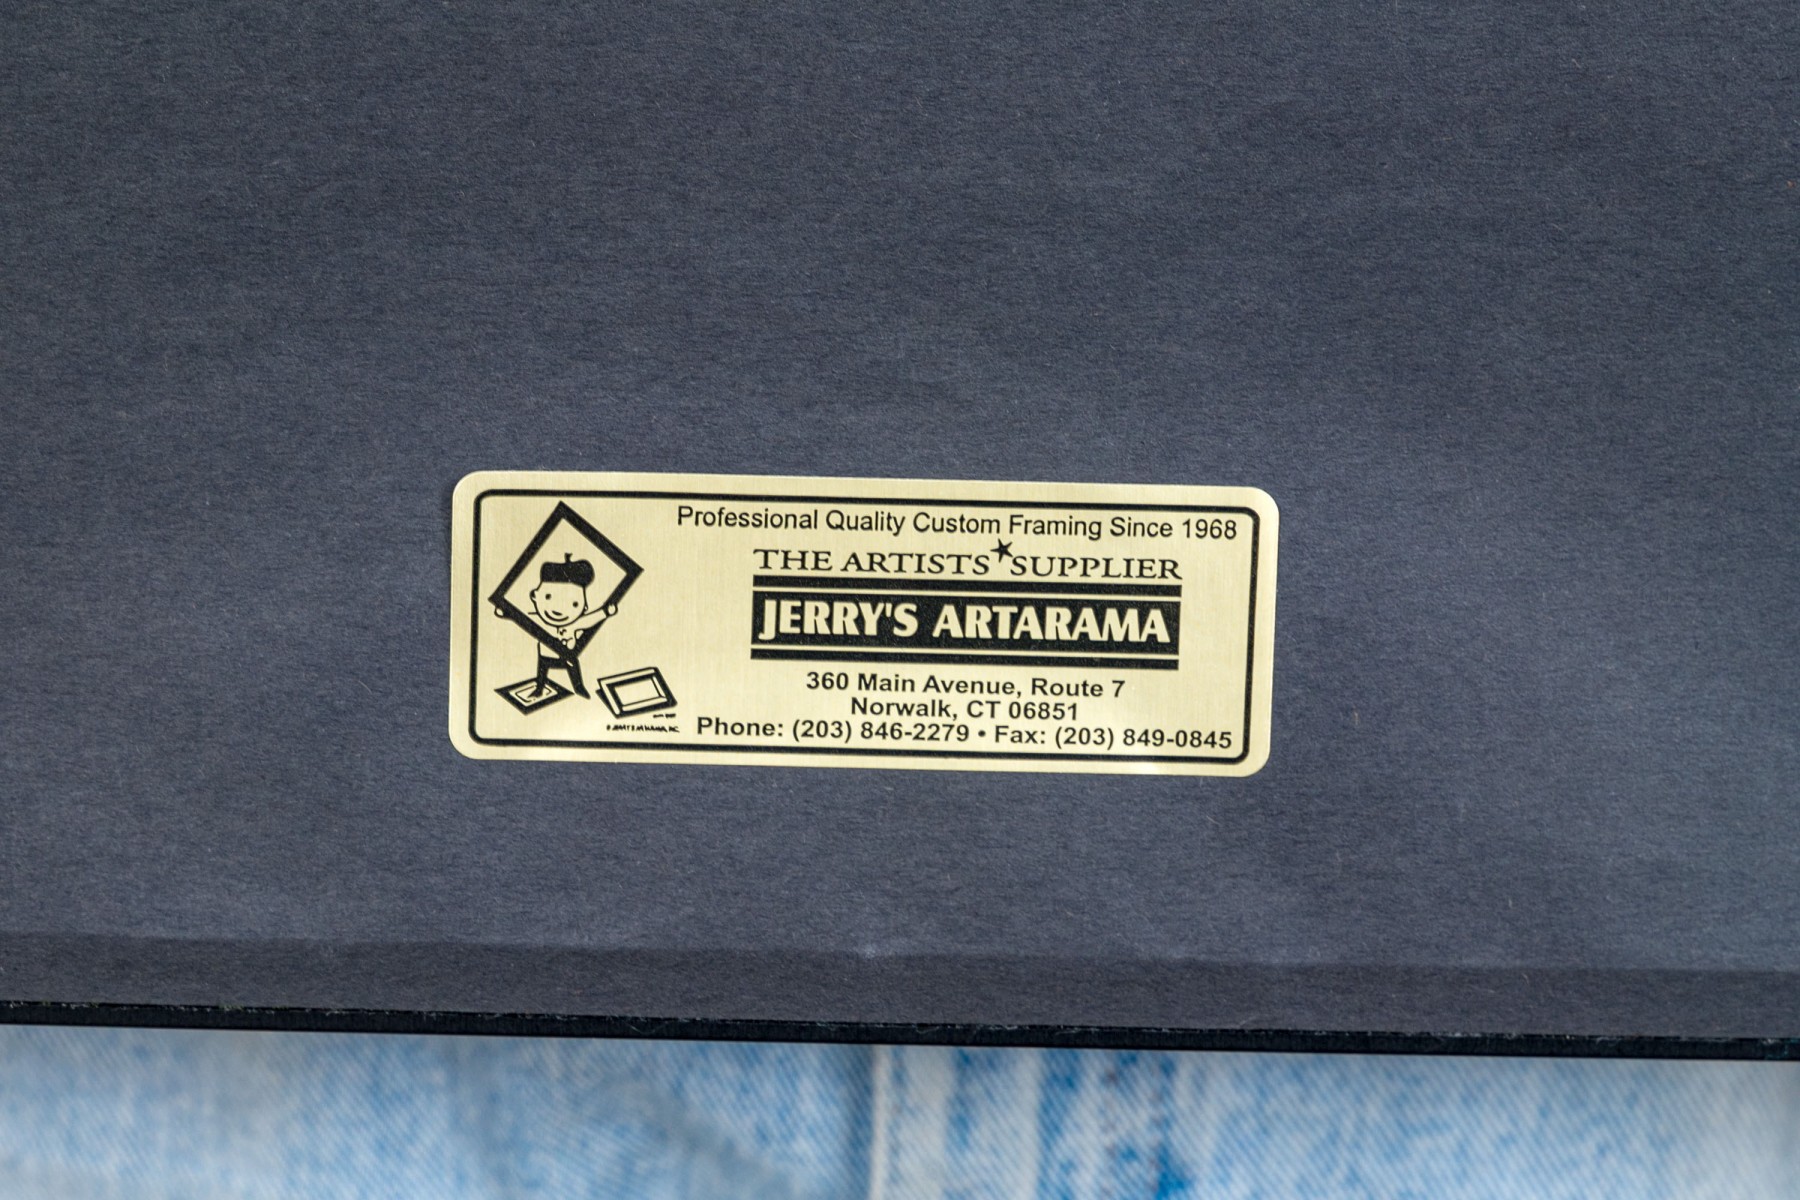 Professional Quality Custom Framing Since 1968
THE ARTISTS★SUPPLIER
JERRY'S ARTARAMA
360 Main Avenue, Route 7
Norwalk, CT 06851
Phone: (203) 846-2279 • Fax: (203) 849-0845